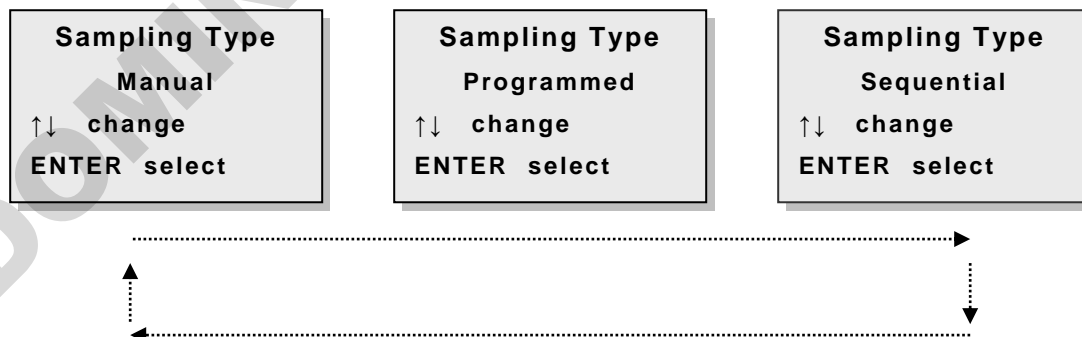 Sampling Type
Manual
↑↓ change
ENTER select
Sampling Type
Programmed
↑↓ change
ENTER select
Sampling Type
Sequential
↑↓ change
ENTER select